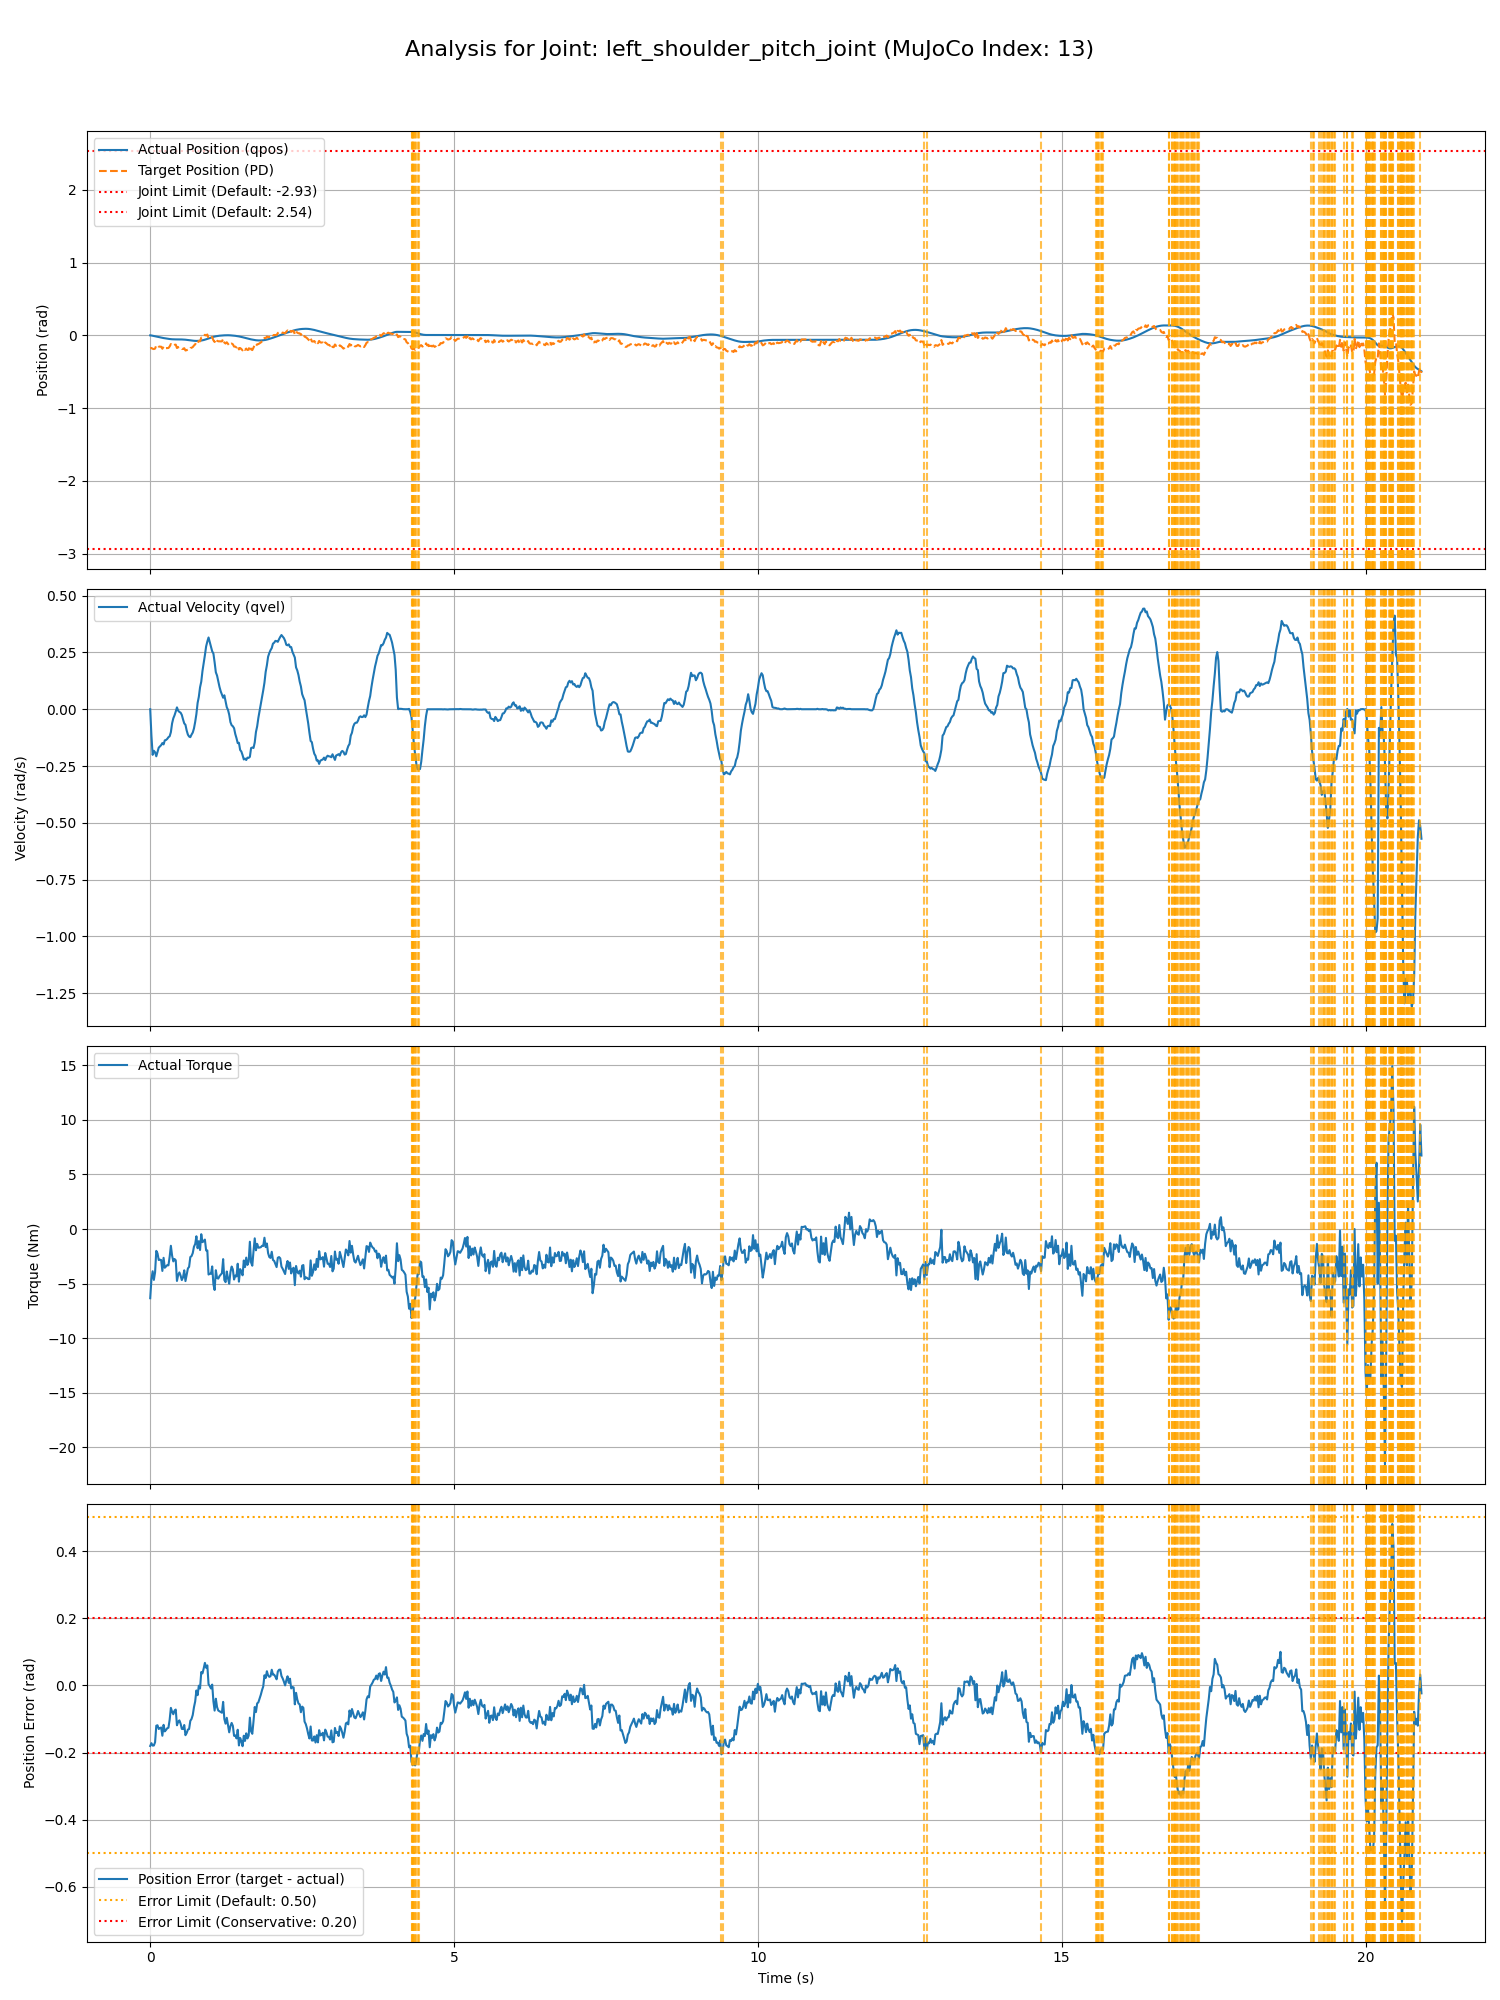 Analysis for Joint: left_shoulder_pitch_joint (MuJoCo Index: 13)
Actual Position (qpos)
Target Position (PD)
Joint Limit (Default: -2.93)
Joint Limit (Default: 2.54)
Position (rad)
2
1
0
−1
−2
−3
Actual Velocity (qvel)
Velocity (rad/s)
0.50
0.25
0.00
−0.25
−0.50
−0.75
−1.00
−1.25
Actual Torque
Torque (Nm)
15
10
5
0
−5
−10
−15
−20
Position Error (rad)
0.4
0.2
0.0
−0.2
−0.4
−0.6
Position Error (target - actual)
Error Limit (Default: 0.50)
Error Limit (Conservative: 0.20)
0 5 10 15 20
Time (s)